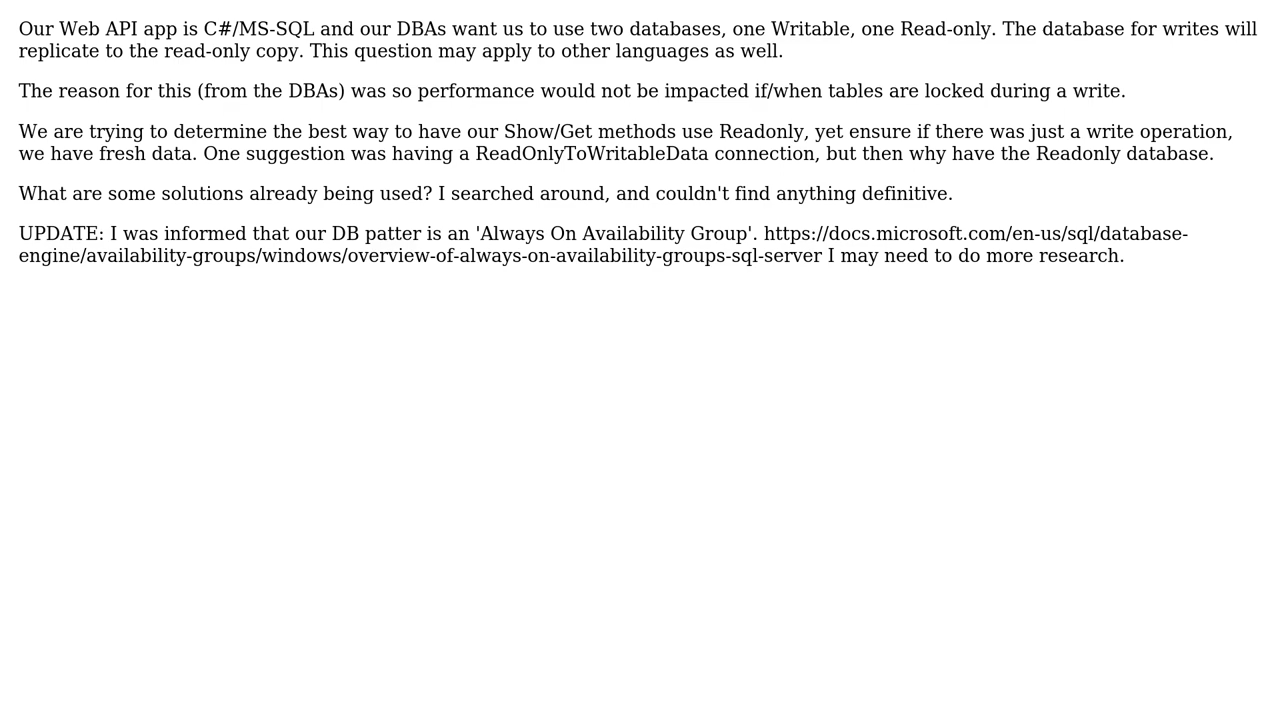 Our Web API app is C#/MS-SQL and our DBAs want us to use two databases, one Writable, one Read-only. The database for writes will
replicate to the read-only copy. This question may apply to other languages as well.
The reason for this (from the DBAs) was so performance would not be impacted if/when tables are locked during a write.
We are trying to determine the best way to have our Show/Get methods use Readonly, yet ensure if there was just a write operation,
we have fresh data. One suggestion was having a ReadOnlyToWritableData connection, but then why have the Readonly database.
What are some solutions already being used? I searched around, and couldn't find anything definitive.
UPDATE: I was informed that our DB patter is an 'Always On Availability Group'. https://docs.microsoft.com/en-us/sql/database-
engine/availability-groups/windows/overview-of-always-on-availability-groups-sql-server I may need to do more research.